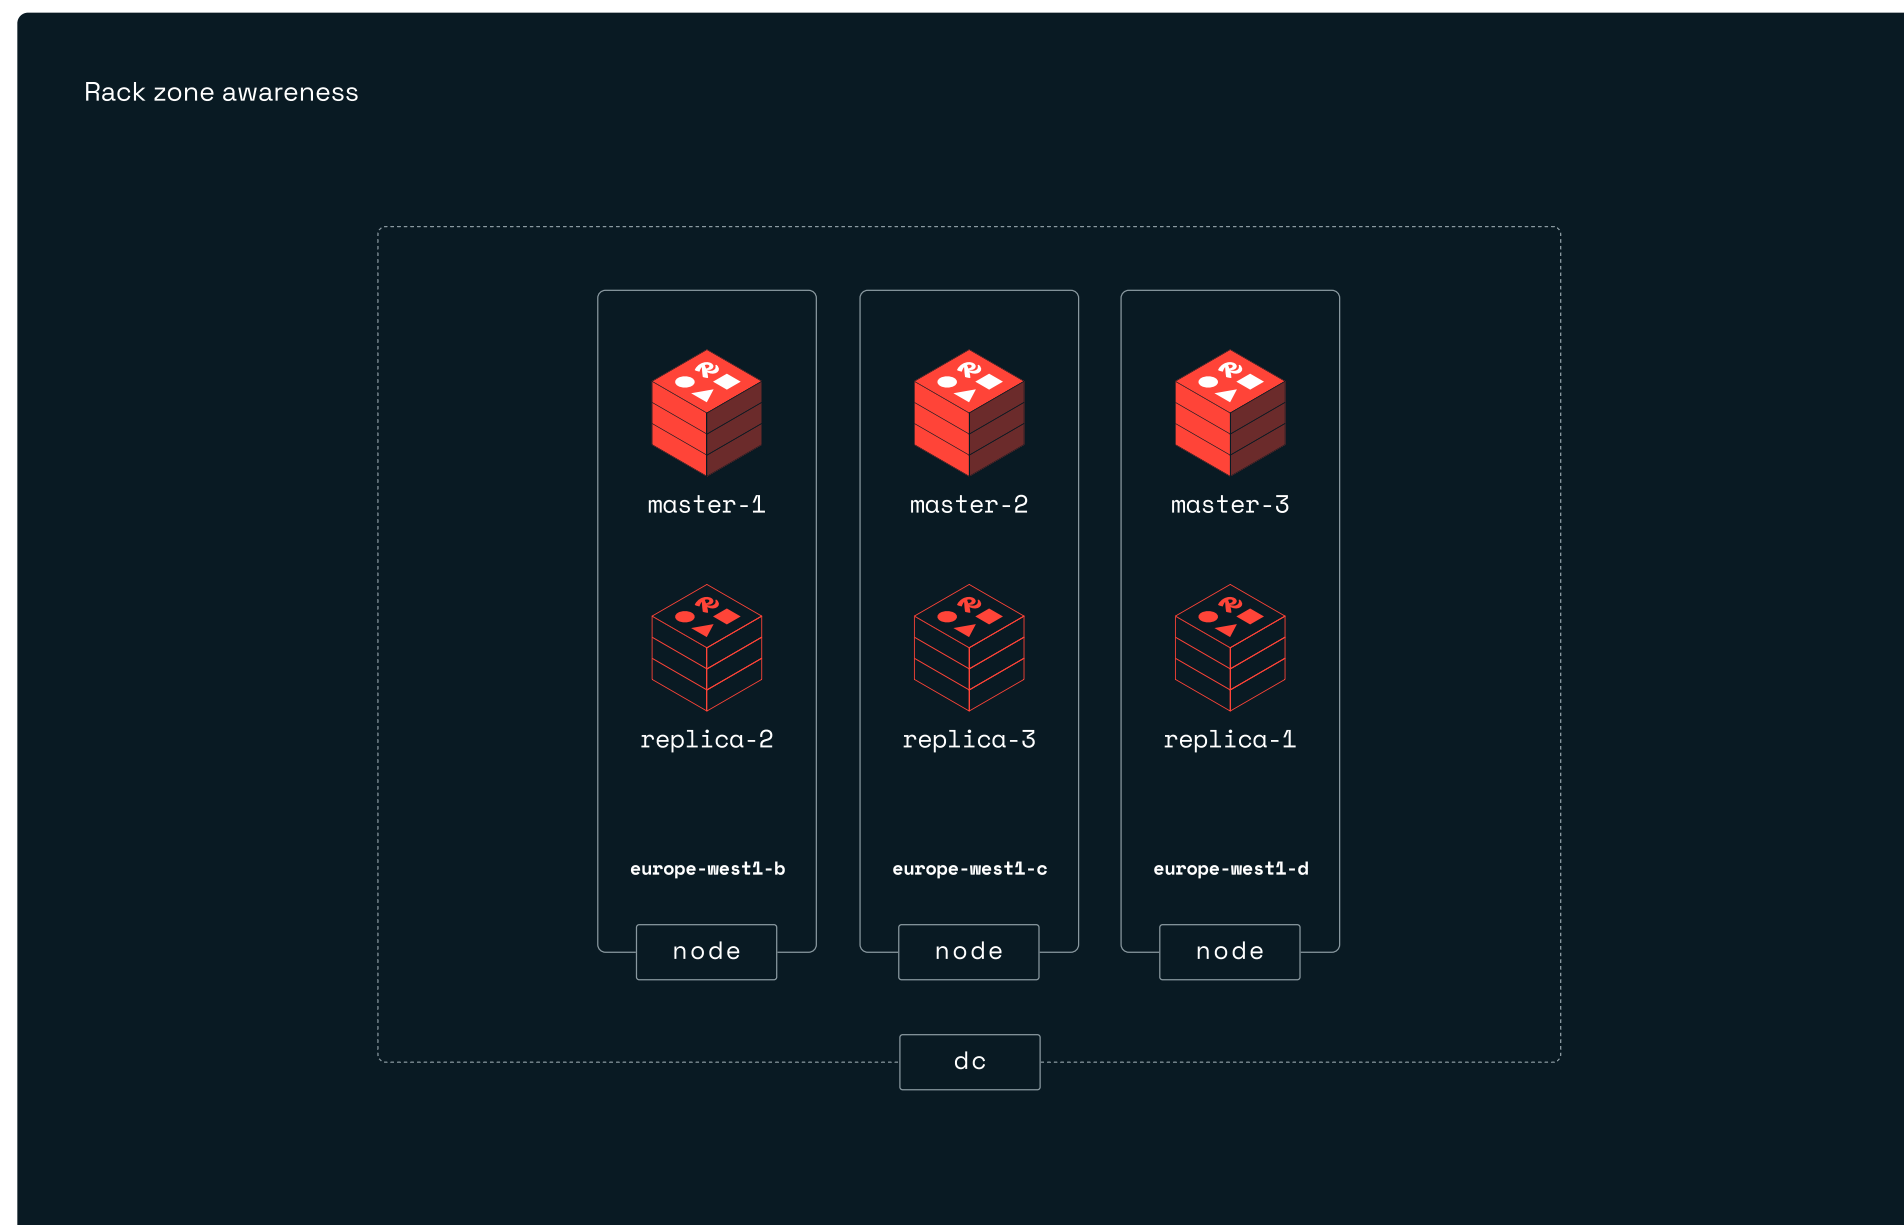 Rack zone awareness
master-1
master-2
master-3
replica-2
replica-3
replica-1
europe-west1-b
europe-west1-c
europe-west1-d
node
node
node
dc